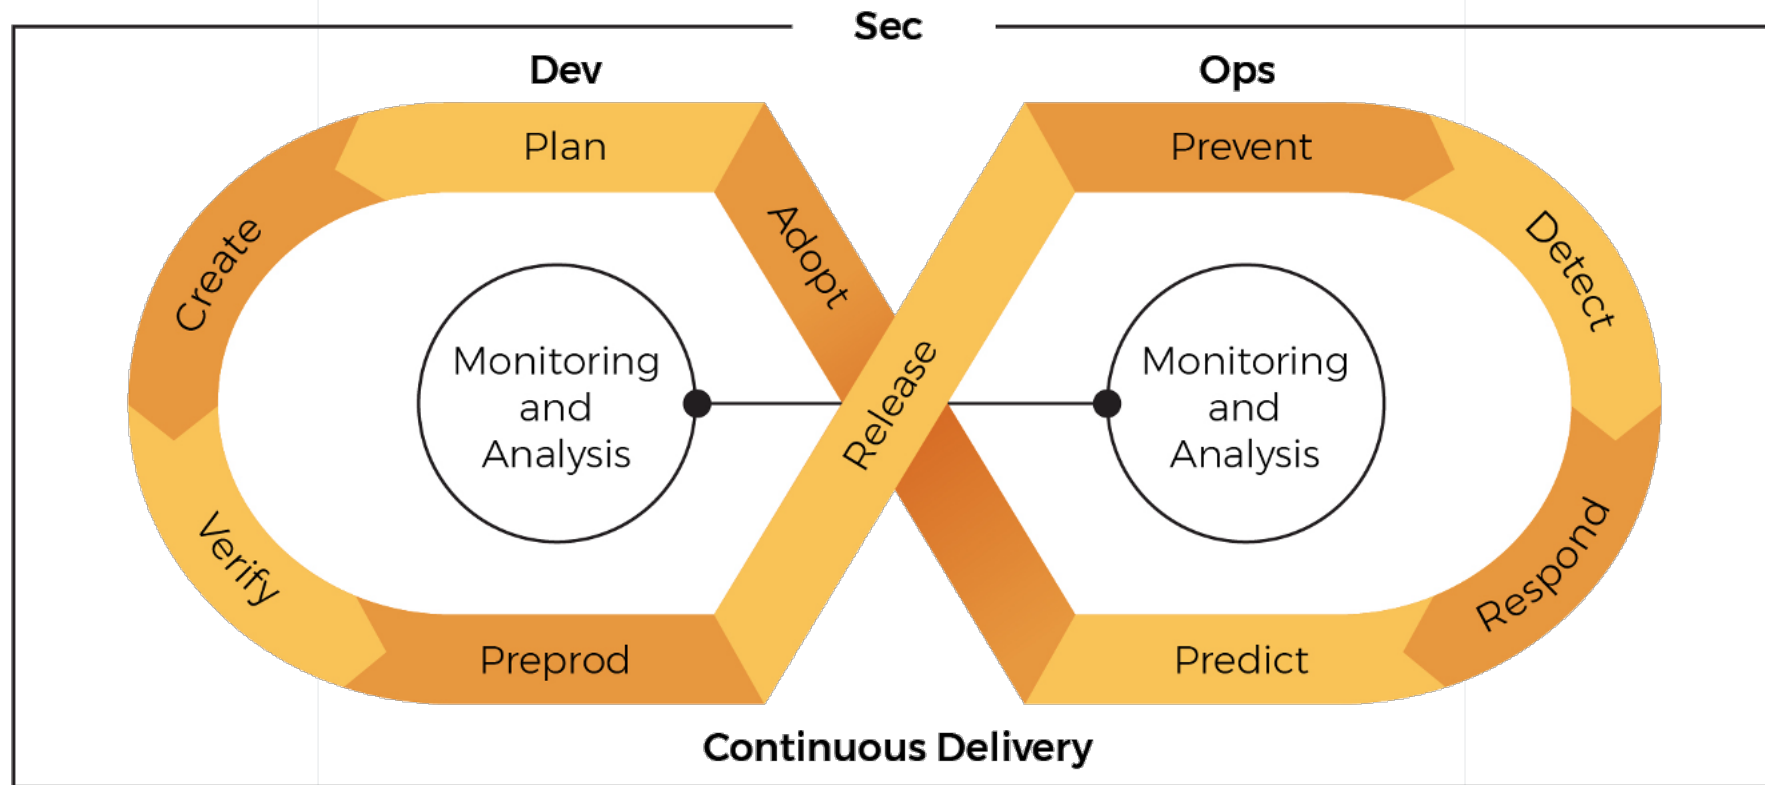 Sec
Dev
Ops
Plan
Prevent
Create
Adopt
Detect
Monitoring
and
Analysis
Release
Monitoring
and
Analysis
Verify
Respond
Preprod
Predict
Continuous Delivery